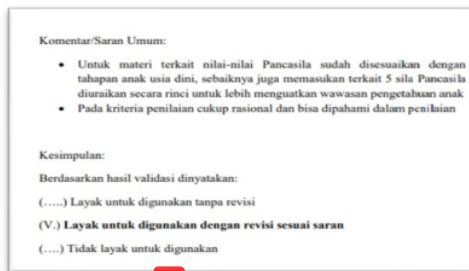 Komentar/Saran Umum:
• Untuk materi terkait nilai-nilai Pancasila sudah disesuaikan dengan
tahapan anak usia dini, sebaiknya juga memasukan terkait 5 sila Pancasila
diuraikan secara rinci untuk lebih menguatkan wawasan pengetahuan anak
• Pada kriteria penilaian cukup rasional dan bisa dipahami dalam penilaian
Kesimpulan:
Berdasarkan hasil validasi dinyatakan:
(.....) Layak untuk digunakan tanpa revisi
(V.) Layak untuk digunakan dengan revisi sesuai saran
(....) Tidak layak untuk digunakan